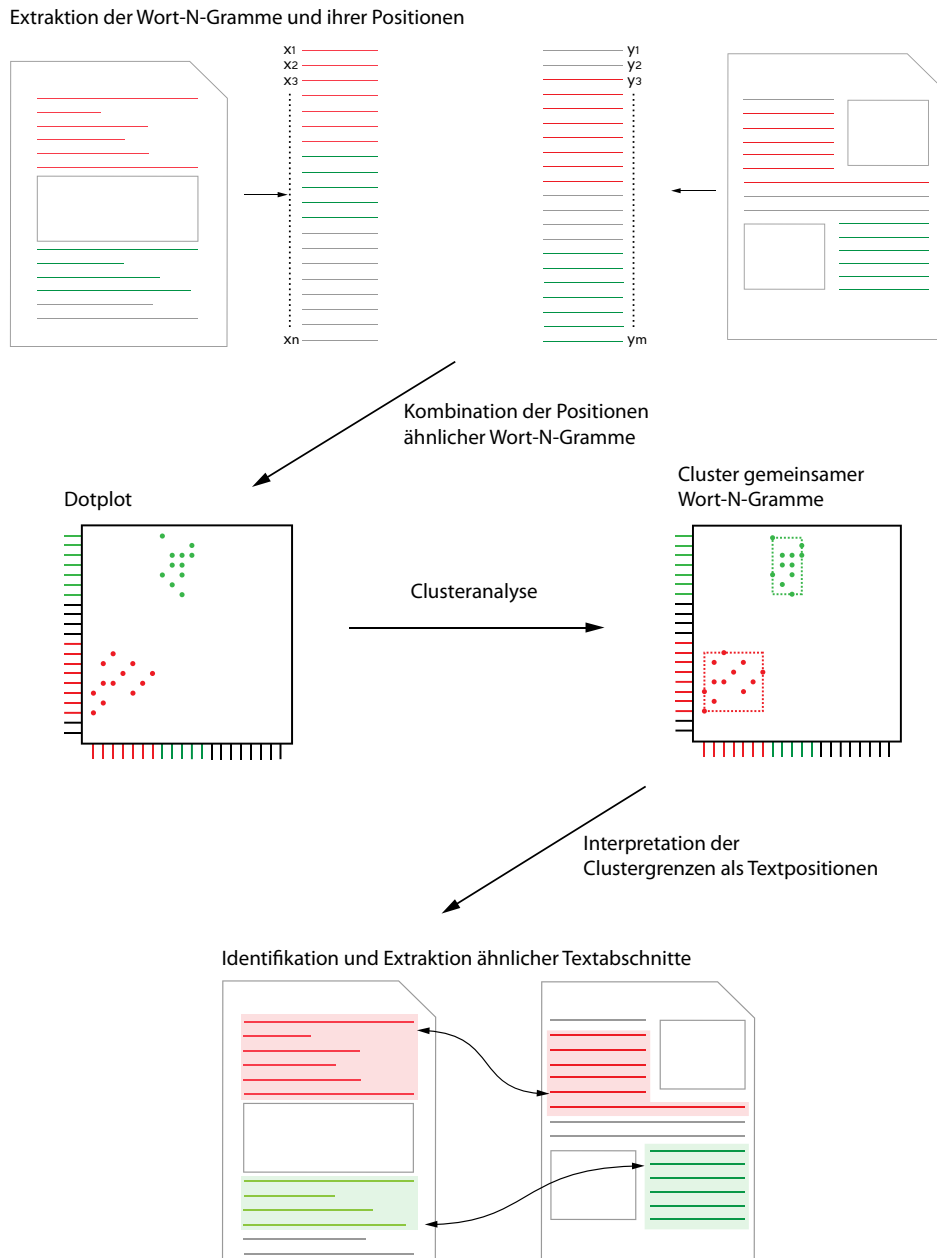 Extraktion der Wort-N-Gramme und ihrer Positionen
x1
x2
x3
xn
y1
y2
y3
ym
Kombination der Positionen
ähnlicher Wort-N-Gramme
Dotplot
Cluster gemeinsamer
Wort-N-Gramme
Clusteranalyse
Interpretation der
Clustergrenzen als Textpositionen
Identifikation und Extraktion ähnlicher Textabschnitte